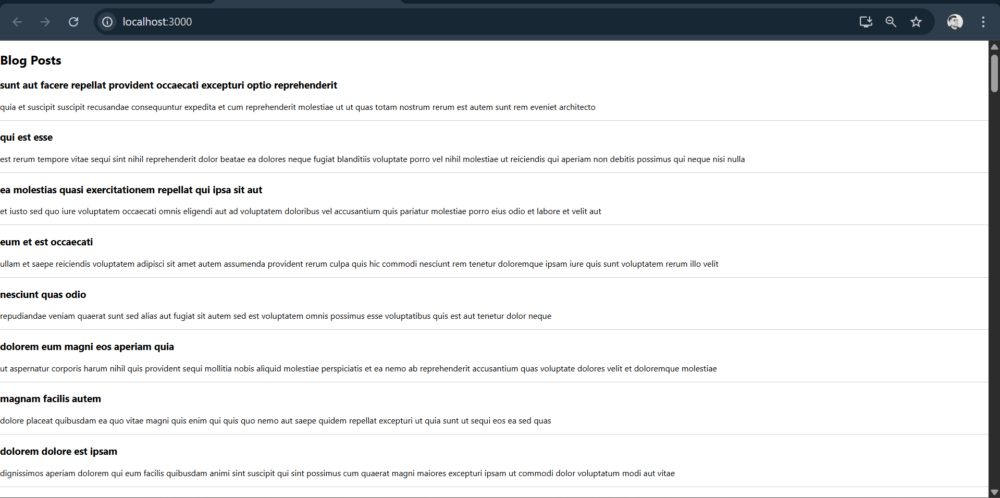 localhost:3000
Blog Posts
sunt aut facere repellat provident occaecati excepturi optio reprehenderit
quia et suscipit suscipit recusandae consequuntur expedita et cum reprehenderit molestiae ut ut quas totam nostrum rerum est autem sunt rem eveniet architecto
qui est esse
est rerum tempore vitae sequi sint nihil reprehenderit dolor beatae ea dolores neque fugiat blanditiis voluptate porro vel nihil molestiae ut reiciendis qui aperiam non debitis possimus qui neque nisi nulla
ea molestias quasi exercitationem repellat qui ipsa sit aut
et iusto sed quo iure voluptatem occaecati omnis eligendi aut ad voluptatem doloribus vel accusantium quis pariatur molestiae porro eius odio et labore et velit aut
eum et est occaecati
ullam et saepe reiciendis voluptatem adipisci sit amet autem assumenda provident rerum culpa quis hic commodi nesciunt rem tenetur doloremque ipsam iure quis sunt voluptatem rerum illo velit
nesciunt quas odio
repudiandae veniam quaerat sunt sed alias aut fugiat sit autem sed est voluptatem omnis possimus esse voluptatibus quis est aut tenetur dolor neque
dolorem eum magni eos aperiam quia
ut aspernatur corporis harum nihil quis provident sequi mollitia nobis aliquid molestiae perspiciatis et ea nemo ab reprehenderit accusantium quas voluptate dolores velit et doloremque molestiae
magnam facilis autem
dolore placeat quibusdam ea quo vitae magni quis enim qui quis quo nemo aut saepe quidem repellat excepturi ut quia sunt ut sequi eos ea sed quas
dolorem dolore est ipsam
dignissimos aperiam dolorem qui eum facilis quibusdam animi sint suscipit qui sint possimus cum quaerat magni maiores excepturi ipsam ut commodi dolor voluptatum modi aut vitae